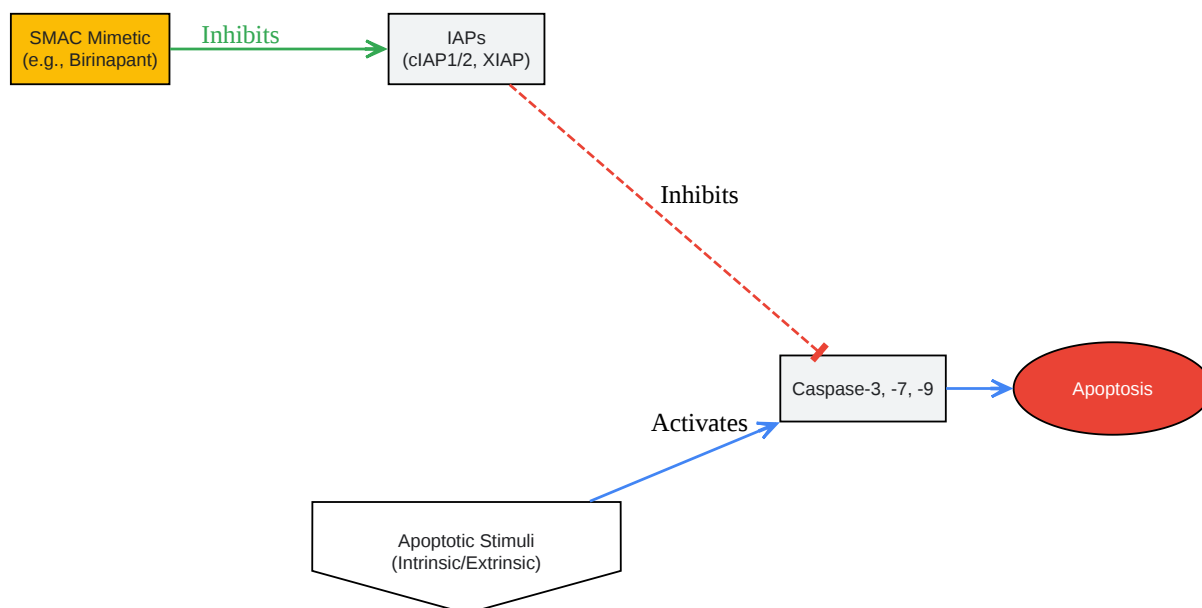 SMAC Mimetic
(e.g., Birinapant)
Inhibits
IAPs
(cIAP1/2, XIAP)
Inhibits
Caspase-3, -7, -9
Apoptosis
Activates
Apoptotic Stimuli
(Intrinsic/Extrinsic)